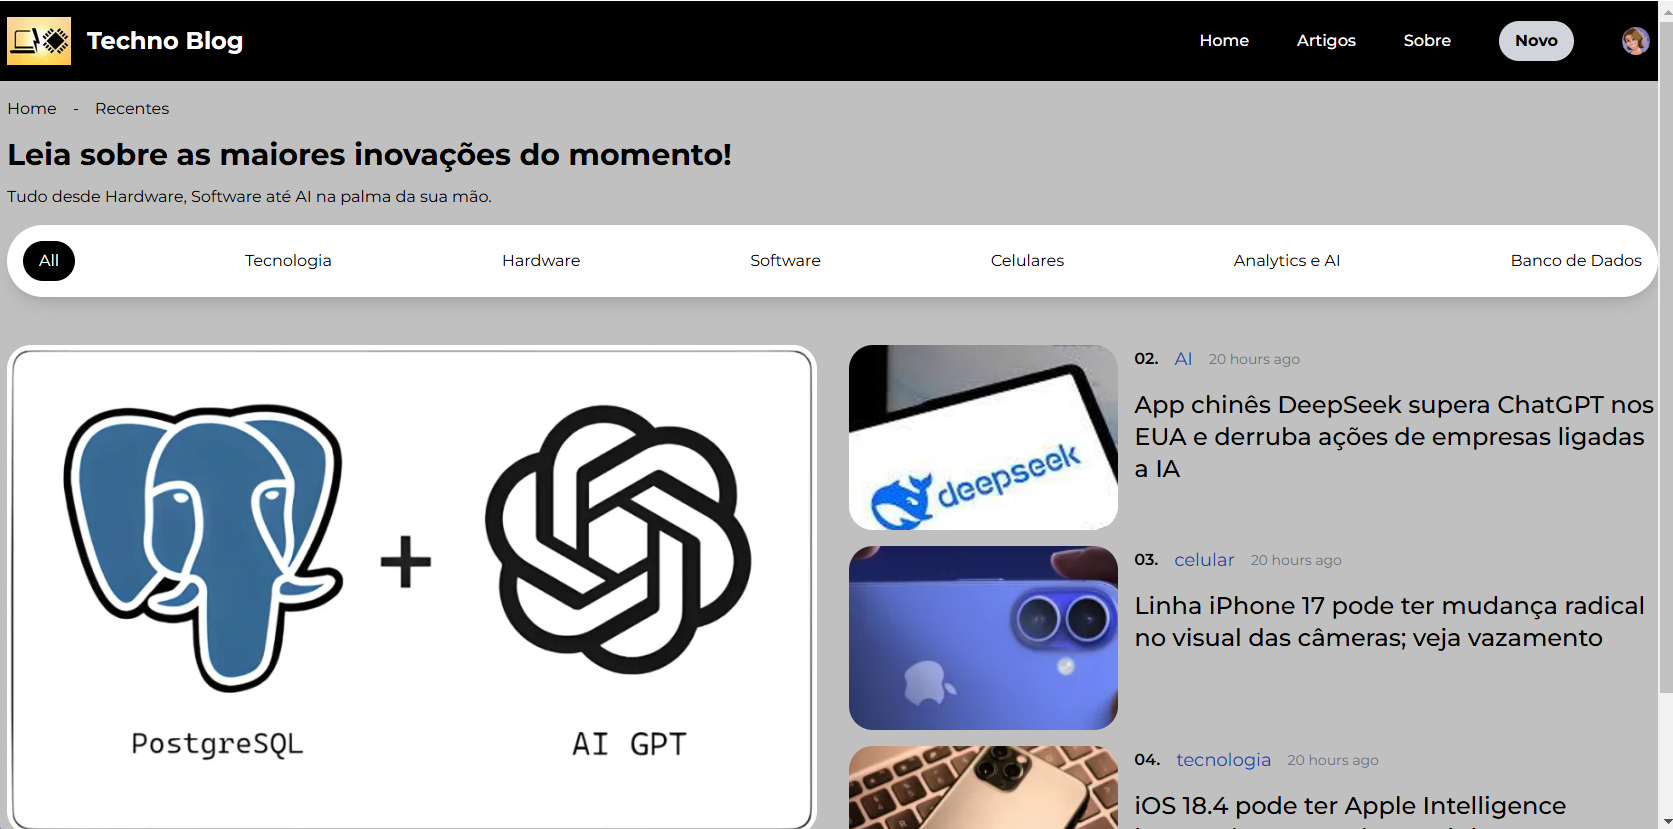 Techno Blog
Home
Artigos
Sobre
Novo
Home - Recentes
Leia sobre as maiores inovações do momento!
Tudo desde Hardware, Software até AI na palma da sua mão.
All
Tecnologia
Hardware
Software
Celulares
Analytics e AI
Banco de Dados
PostgreSQL
+
AI GPT
deepseek
02. AI 20 hours ago
App chinês DeepSeek supera ChatGPT nos
EUA e derruba ações de empresas ligadas
a IA
03. celular 20 hours ago
Linha iPhone 17 pode ter mudança radical
no visual das câmeras; veja vazamento
04. tecnologia 20 hours ago
iOS 18.4 pode ter Apple Intelligence